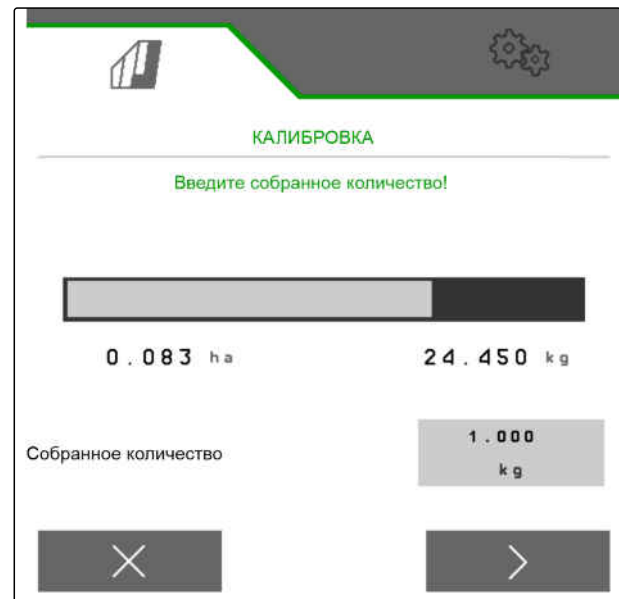 КАЛИБРОВКА
Введите собранное количество!
0.083 ha 24.450 kg
Собранное количество
1.000
kg